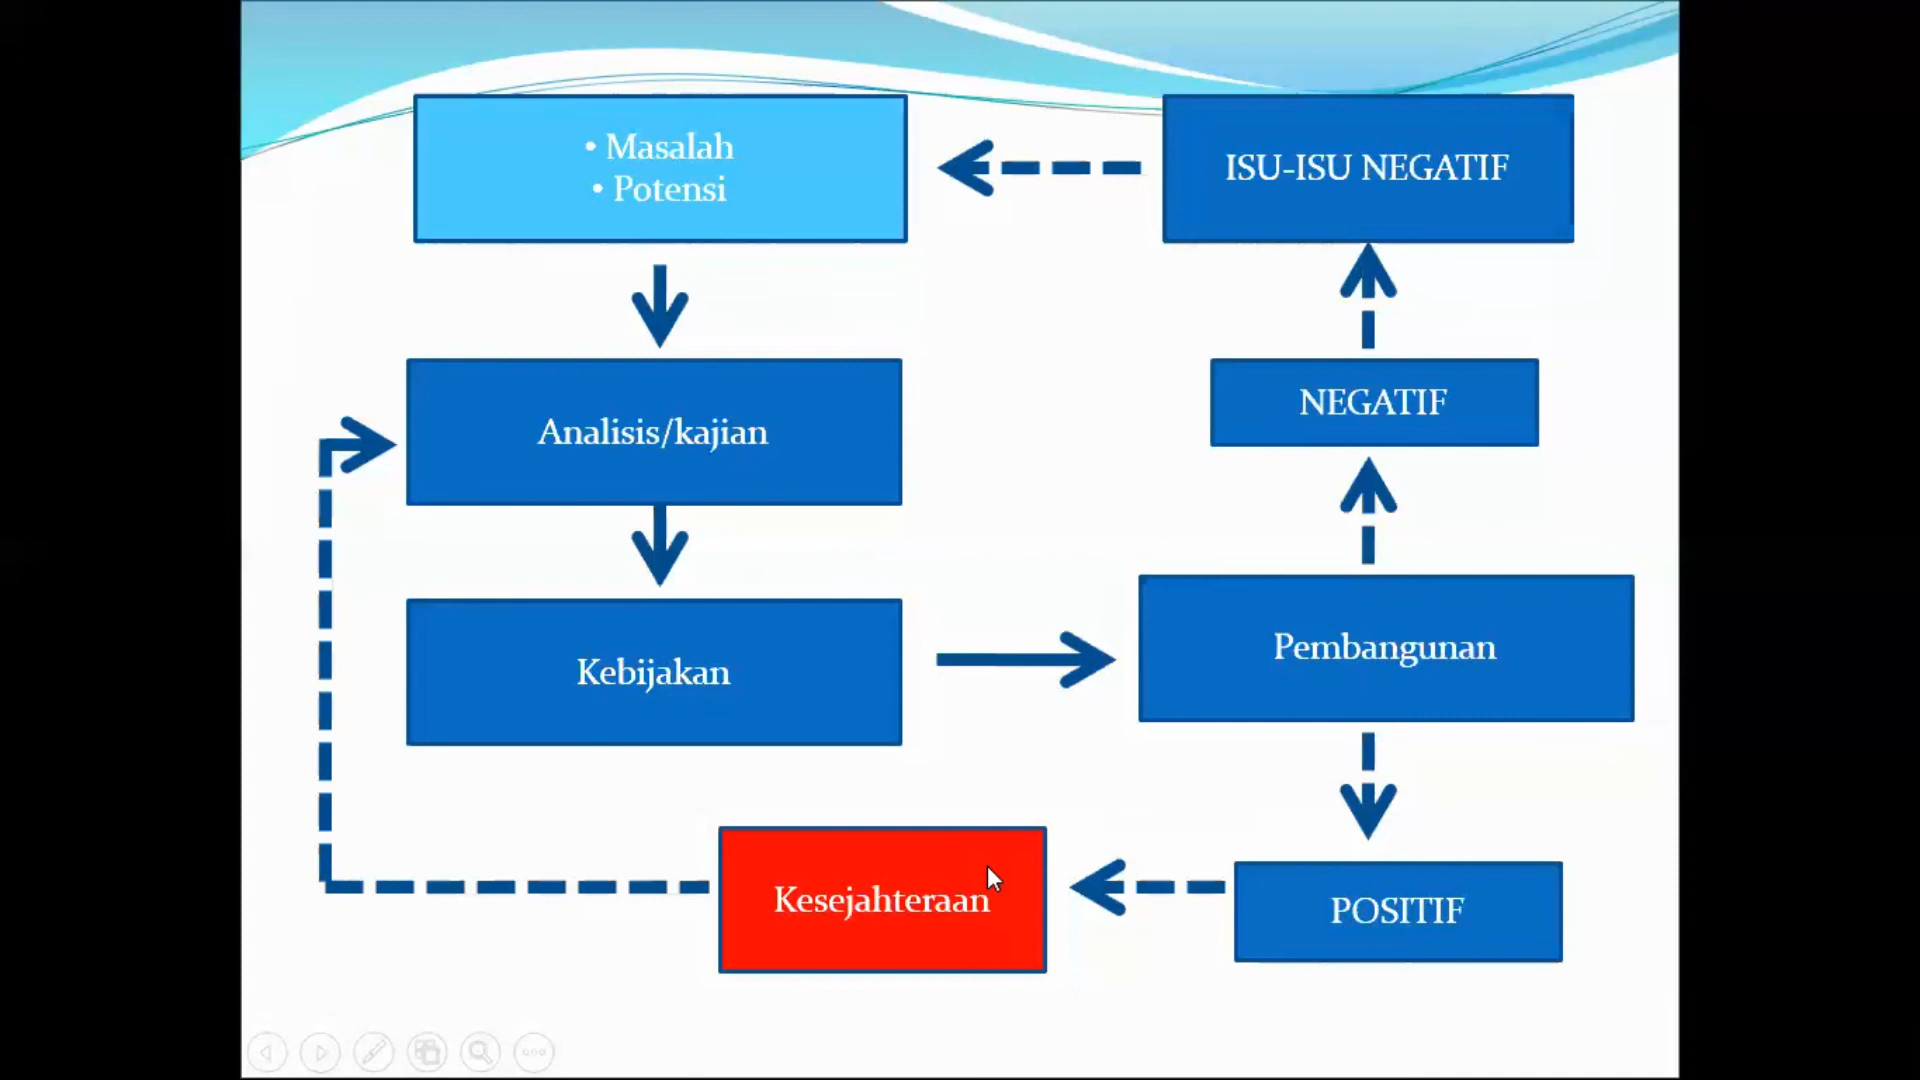 • Masalah
• Potensi
ISU-ISU NEGATIF
Analisis/kajian
NEGATIF
Kebijakan
Pembangunan
Kesejahteraan
POSITIF